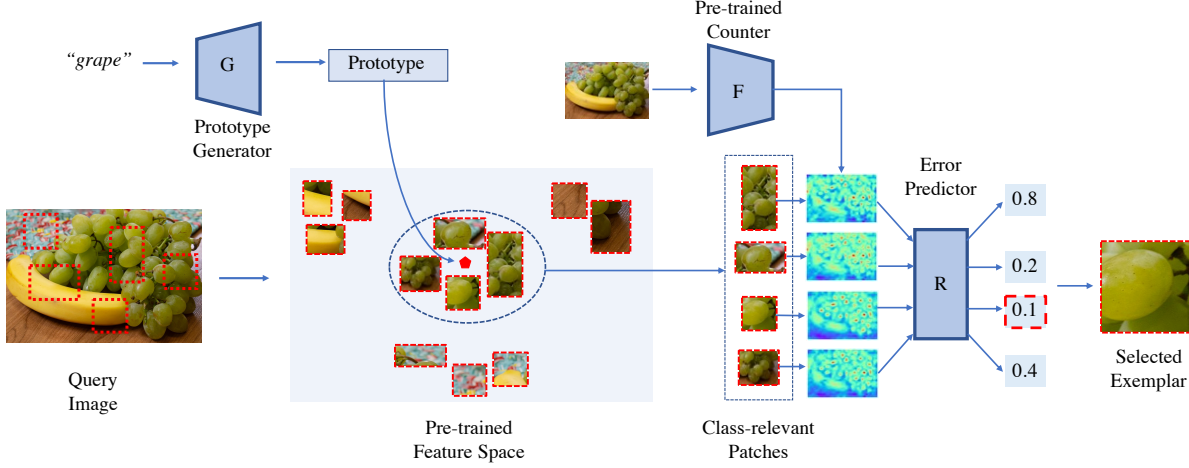 “grape”
G
Prototype
Prototype
Generator
Pre-trained
Counter
F
Query
Image
Pre-trained
Feature Space
Class-relevant
Patches
Error
Predictor
R
0.8
0.2
0.1
0.4
Selected
Exemplar